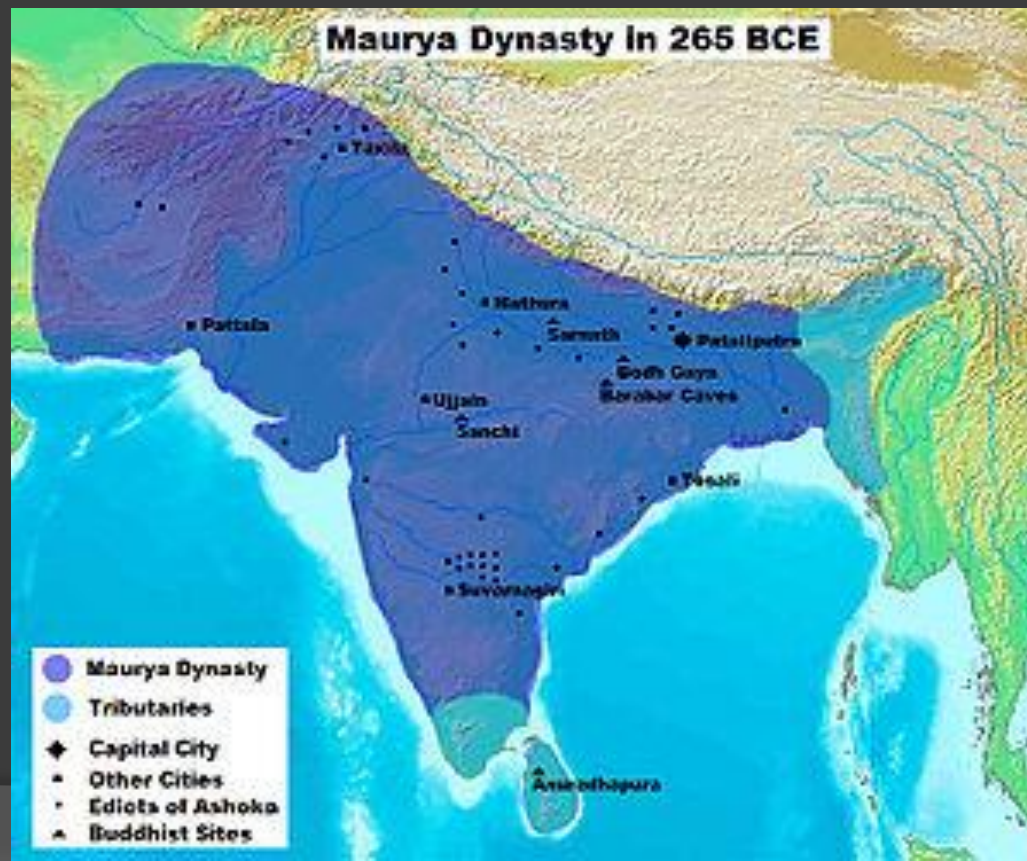 Maurya Dynasty in 265 BCE
Taxila
Mathura
Pattala
Sarnath
Pataliputra
Bodh Gaya
Barabar Caves
Ujjain
Sanchi
Tosali
Suvarnagiri
Maurya Dynasty
Tributaries
Capital City
Other Cities
Edicts of Ashoka
Buddhist Sites
Anuradhapura